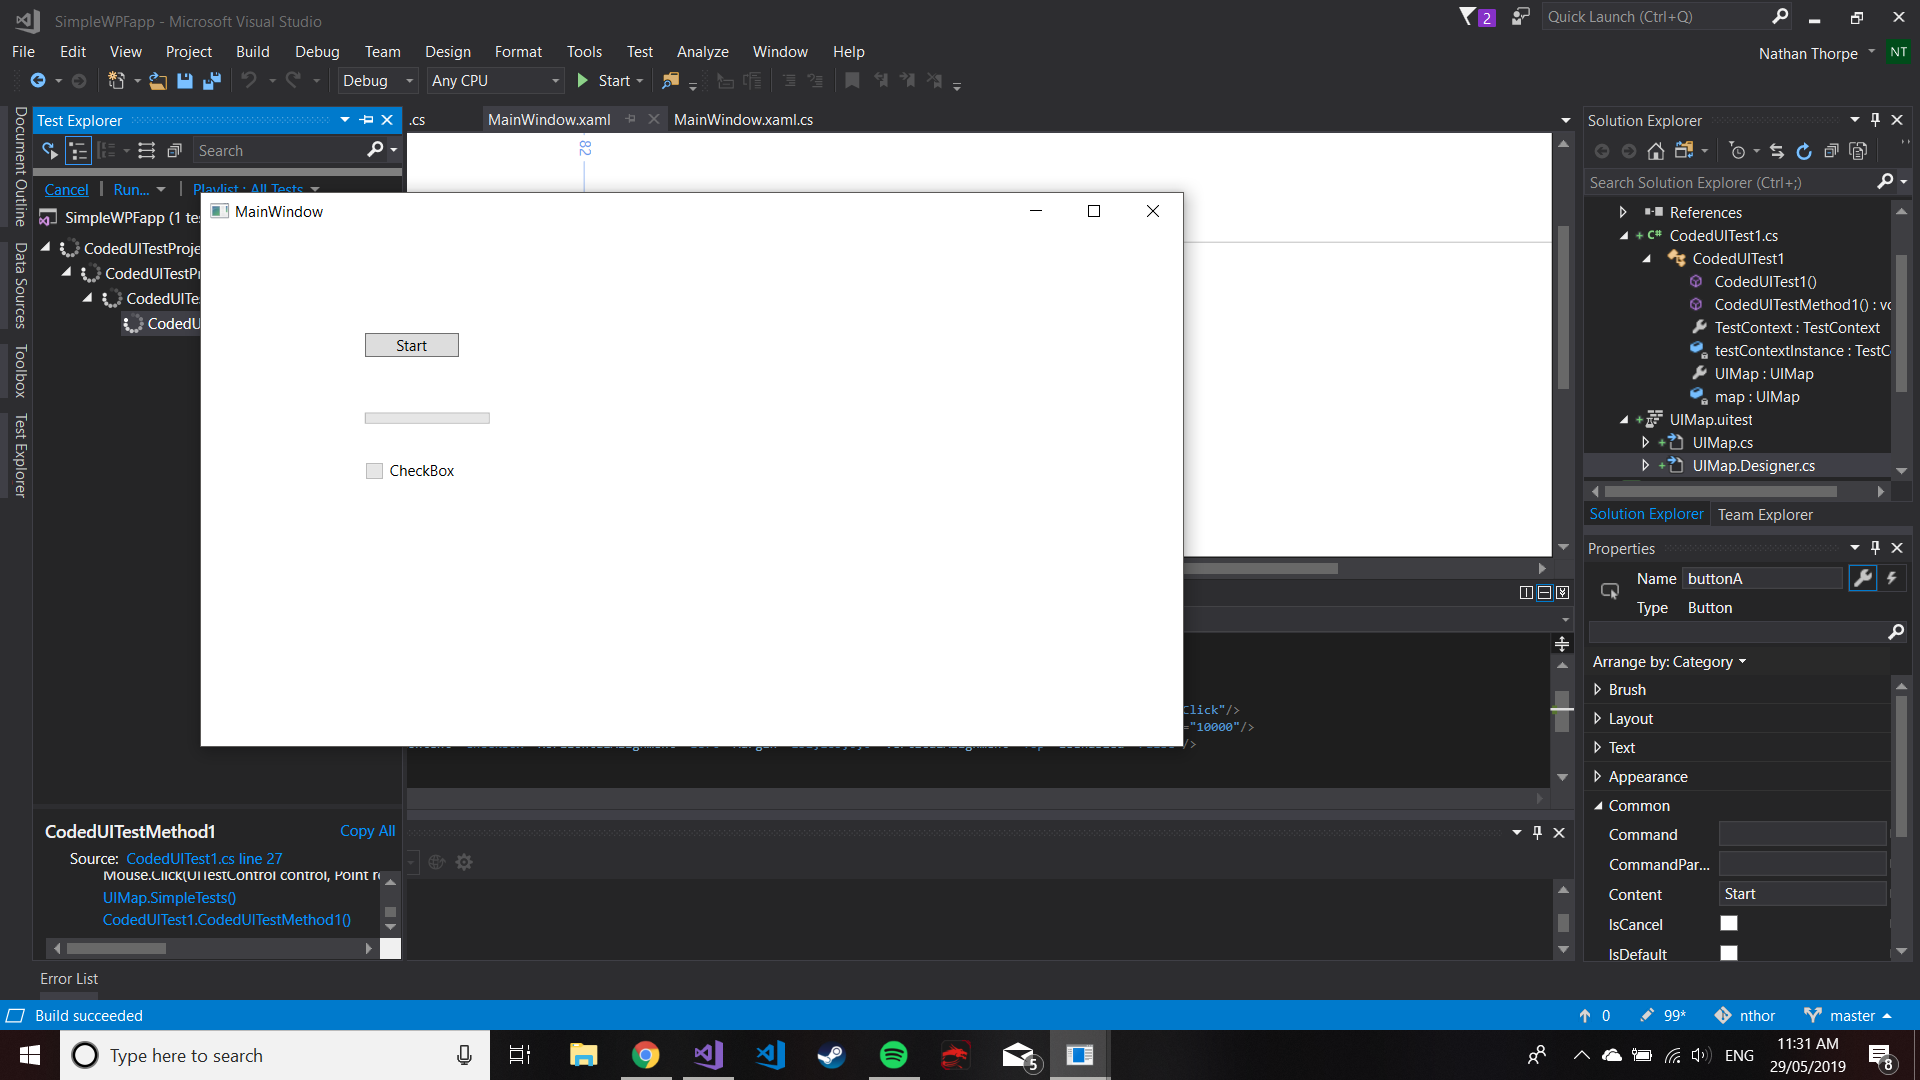 SimpleWPFapp - Microsoft Visual Studio
2
Quick Launch (Ctrl+Q)
File Edit View Project Build Debug Team Design Format Tools Test Analyze Window Help
Nathan Thorpe
NT
Debug
Any CPU
Start
Document Outline
Data Sources
Toolbox
Test Explorer
Test Explorer
Search
Cancel | Run... | Playlist : All Tests
SimpleWPFapp (1 te
CodedUITestProje
CodedUITestP
CodedUITe
CodedU
.cs
MainWindow.xaml
MainWindow.xaml.cs
82
MainWindow
Start
CheckBox
Click"/>
="10000"/>
/>
CodedUITestMethod1
Copy All
Source: CodedUITest1.cs line 27
Mouse.Click(UITestControl control, Point re
UIMap.SimpleTests()
CodedUITest1.CodedUITestMethod1()
Error List
Solution Explorer
Search Solution Explorer (Ctrl+;)
References
CodedUITest1.cs
CodedUITest1
CodedUITest1()
CodedUITestMethod1() : vo
TestContext : TestContext
testContextInstance : TestC
UIMap : UIMap
map : UIMap
UIMap.uitest
UIMap.cs
UIMap.Designer.cs
Solution Explorer
Team Explorer
Properties
Name buttonA
Type Button
Arrange by: Category
Brush
Layout
Text
Appearance
Common
Command
CommandPar...
Content Start
IsCancel
IsDefault
Build succeeded
0
99*
nthor
master
Type here to search
5
ENG
11:31 AM
29/05/2019
8